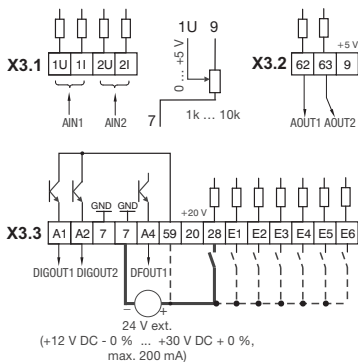 1U 9
X3.1 1U 1I 2U 2I
0 ... +5 V
AIN1 AIN2
7
1k ... 10k
X3.2 62 63 9
+5 V
AOUT1 AOUT2
GND GND
+20 V
X3.3 A1 A2 7 7 A4 59 20 28 E1 E2 E3 E4 E5 E6
DIGOUT1 DIGOUT2 DFOUT1
– +
24 V ext.
(+12 V DC - 0 % ... +30 V DC + 0 %,
max. 200 mA)